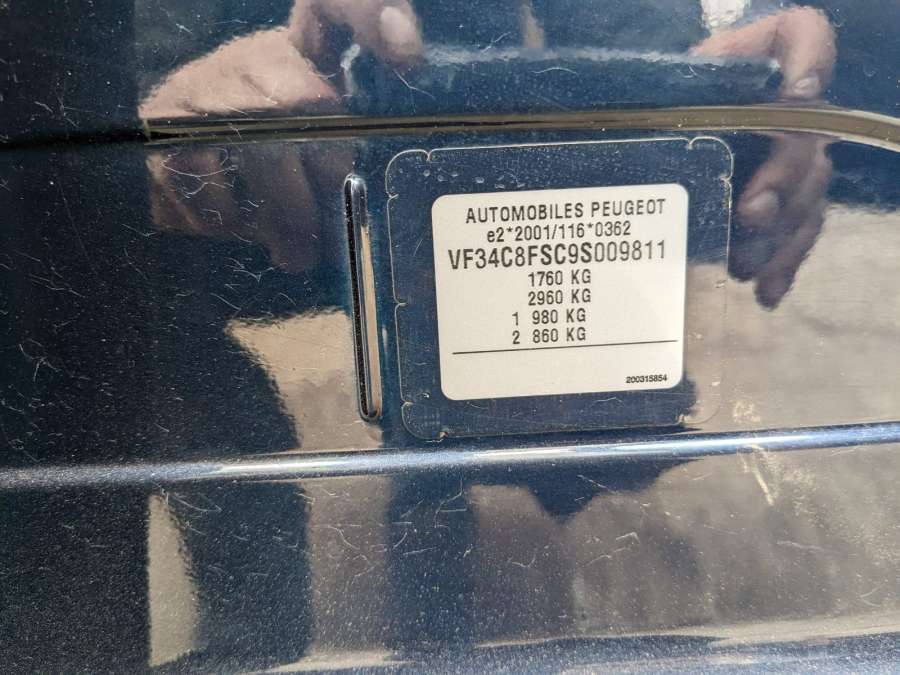 AUTOMOBILES PEUGEOT
e2*2001/116*0362
VF34C8FSC9S009811
1760 KG
2960 KG
1 980 KG
2 860 KG
200315854